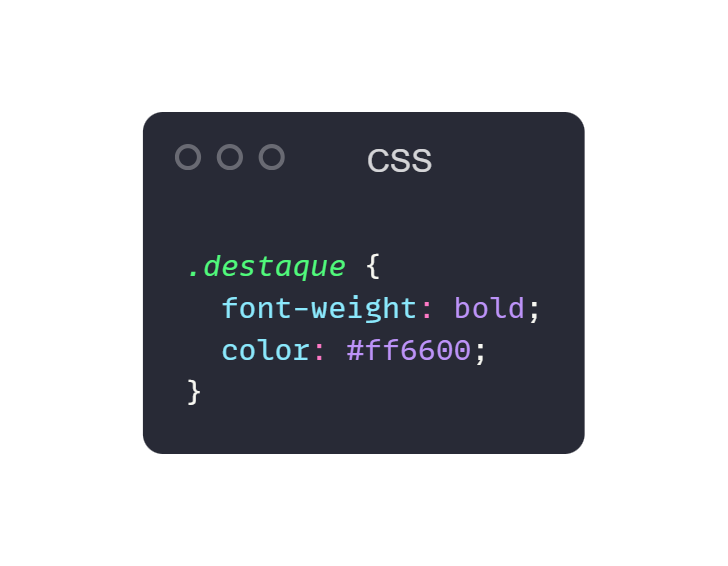 CSS
.destaque {
  font-weight: bold;
  color: #ff6600;
}